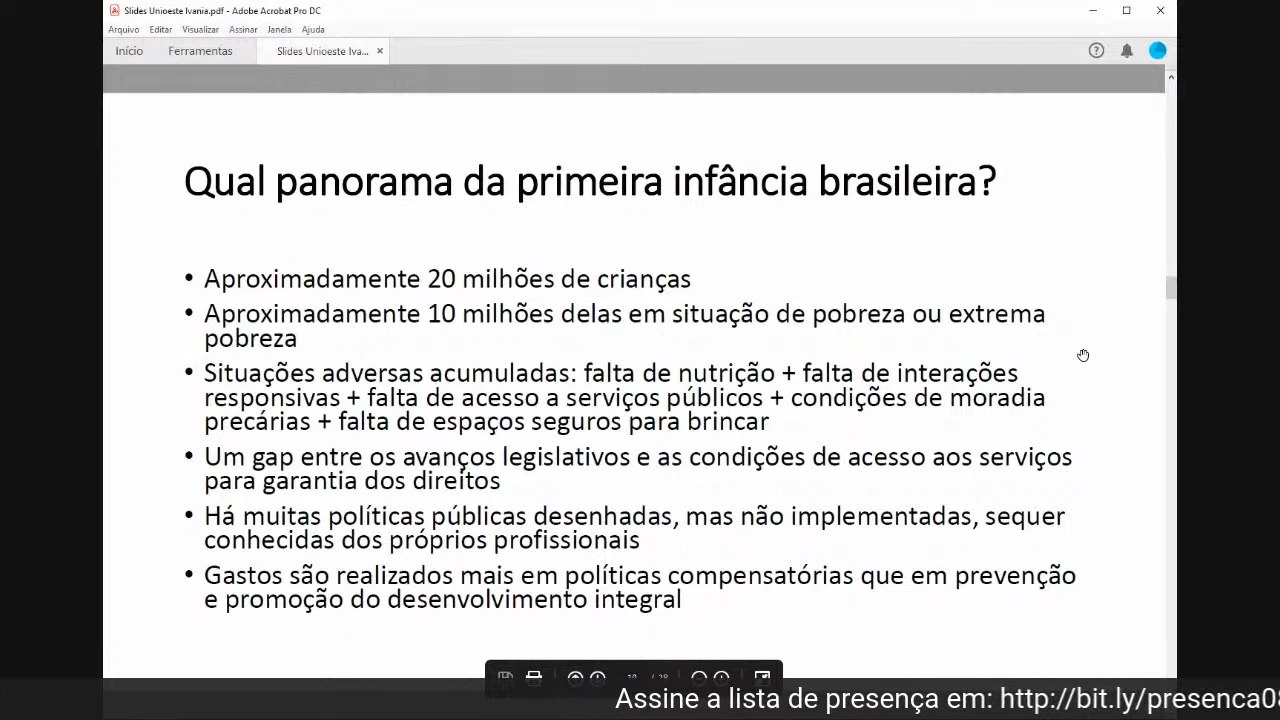 Slides Unioeste Ivania.pdf - Adobe Acrobat Pro DC
Arquivo Editar Visualizar Assinar Janela Ajuda
Início Ferramentas Slides Unioeste Iva...
Qual panorama da primeira infância brasileira?
• Aproximadamente 20 milhões de crianças
• Aproximadamente 10 milhões delas em situação de pobreza ou extrema
pobreza
• Situações adversas acumuladas: falta de nutrição + falta de interações
responsivas + falta de acesso a serviços públicos + condições de moradia
precárias + falta de espaços seguros para brincar
• Um gap entre os avanços legislativos e as condições de acesso aos serviços
para garantia dos direitos
• Há muitas políticas públicas desenhadas, mas não implementadas, sequer
conhecidas dos próprios profissionais
• Gastos são realizados mais em políticas compensatórias que em prevenção
e promoção do desenvolvimento integral
Assine a lista de presença em: http://bit.ly/presenca08